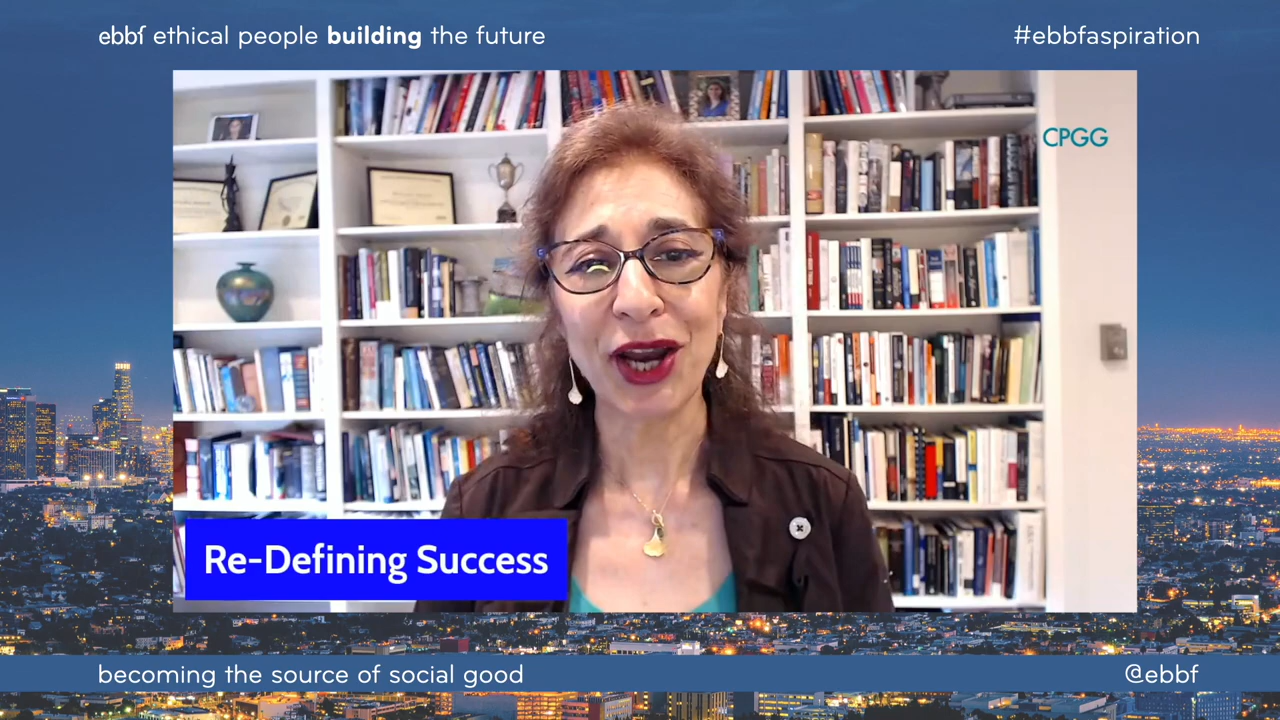 ebbf ethical people building the future
#ebbfaspiration
CPGG
Re-Defining Success
becoming the source of social good
@ebbf